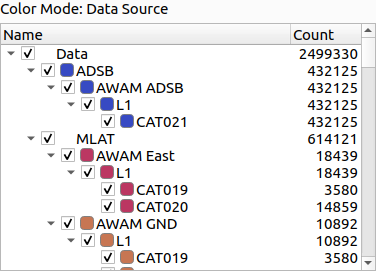 Color Mode: Data Source
Name Count
Data 2499330
ADSB 432125
AWAM ADSB 432125
L1 432125
CAT021 432125
MLAT 614121
AWAM East 18439
L1 18439
CAT019 3580
CAT020 14859
AWAM GND 10892
L1 10892
CAT019 3580